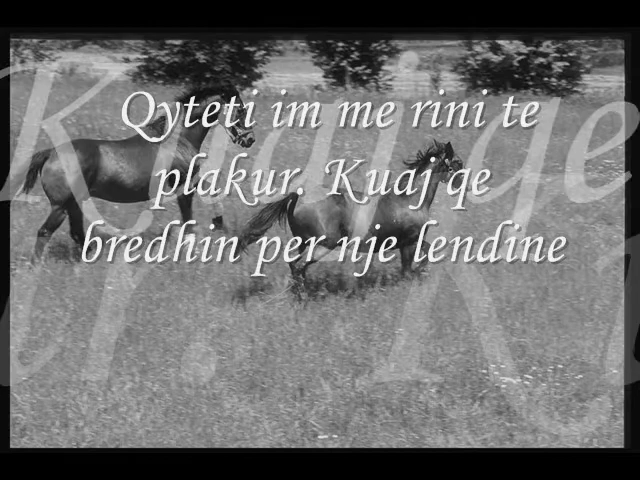 Qyteti im me rini te
plakur. Kuaj qe
bredhin per nje lendine